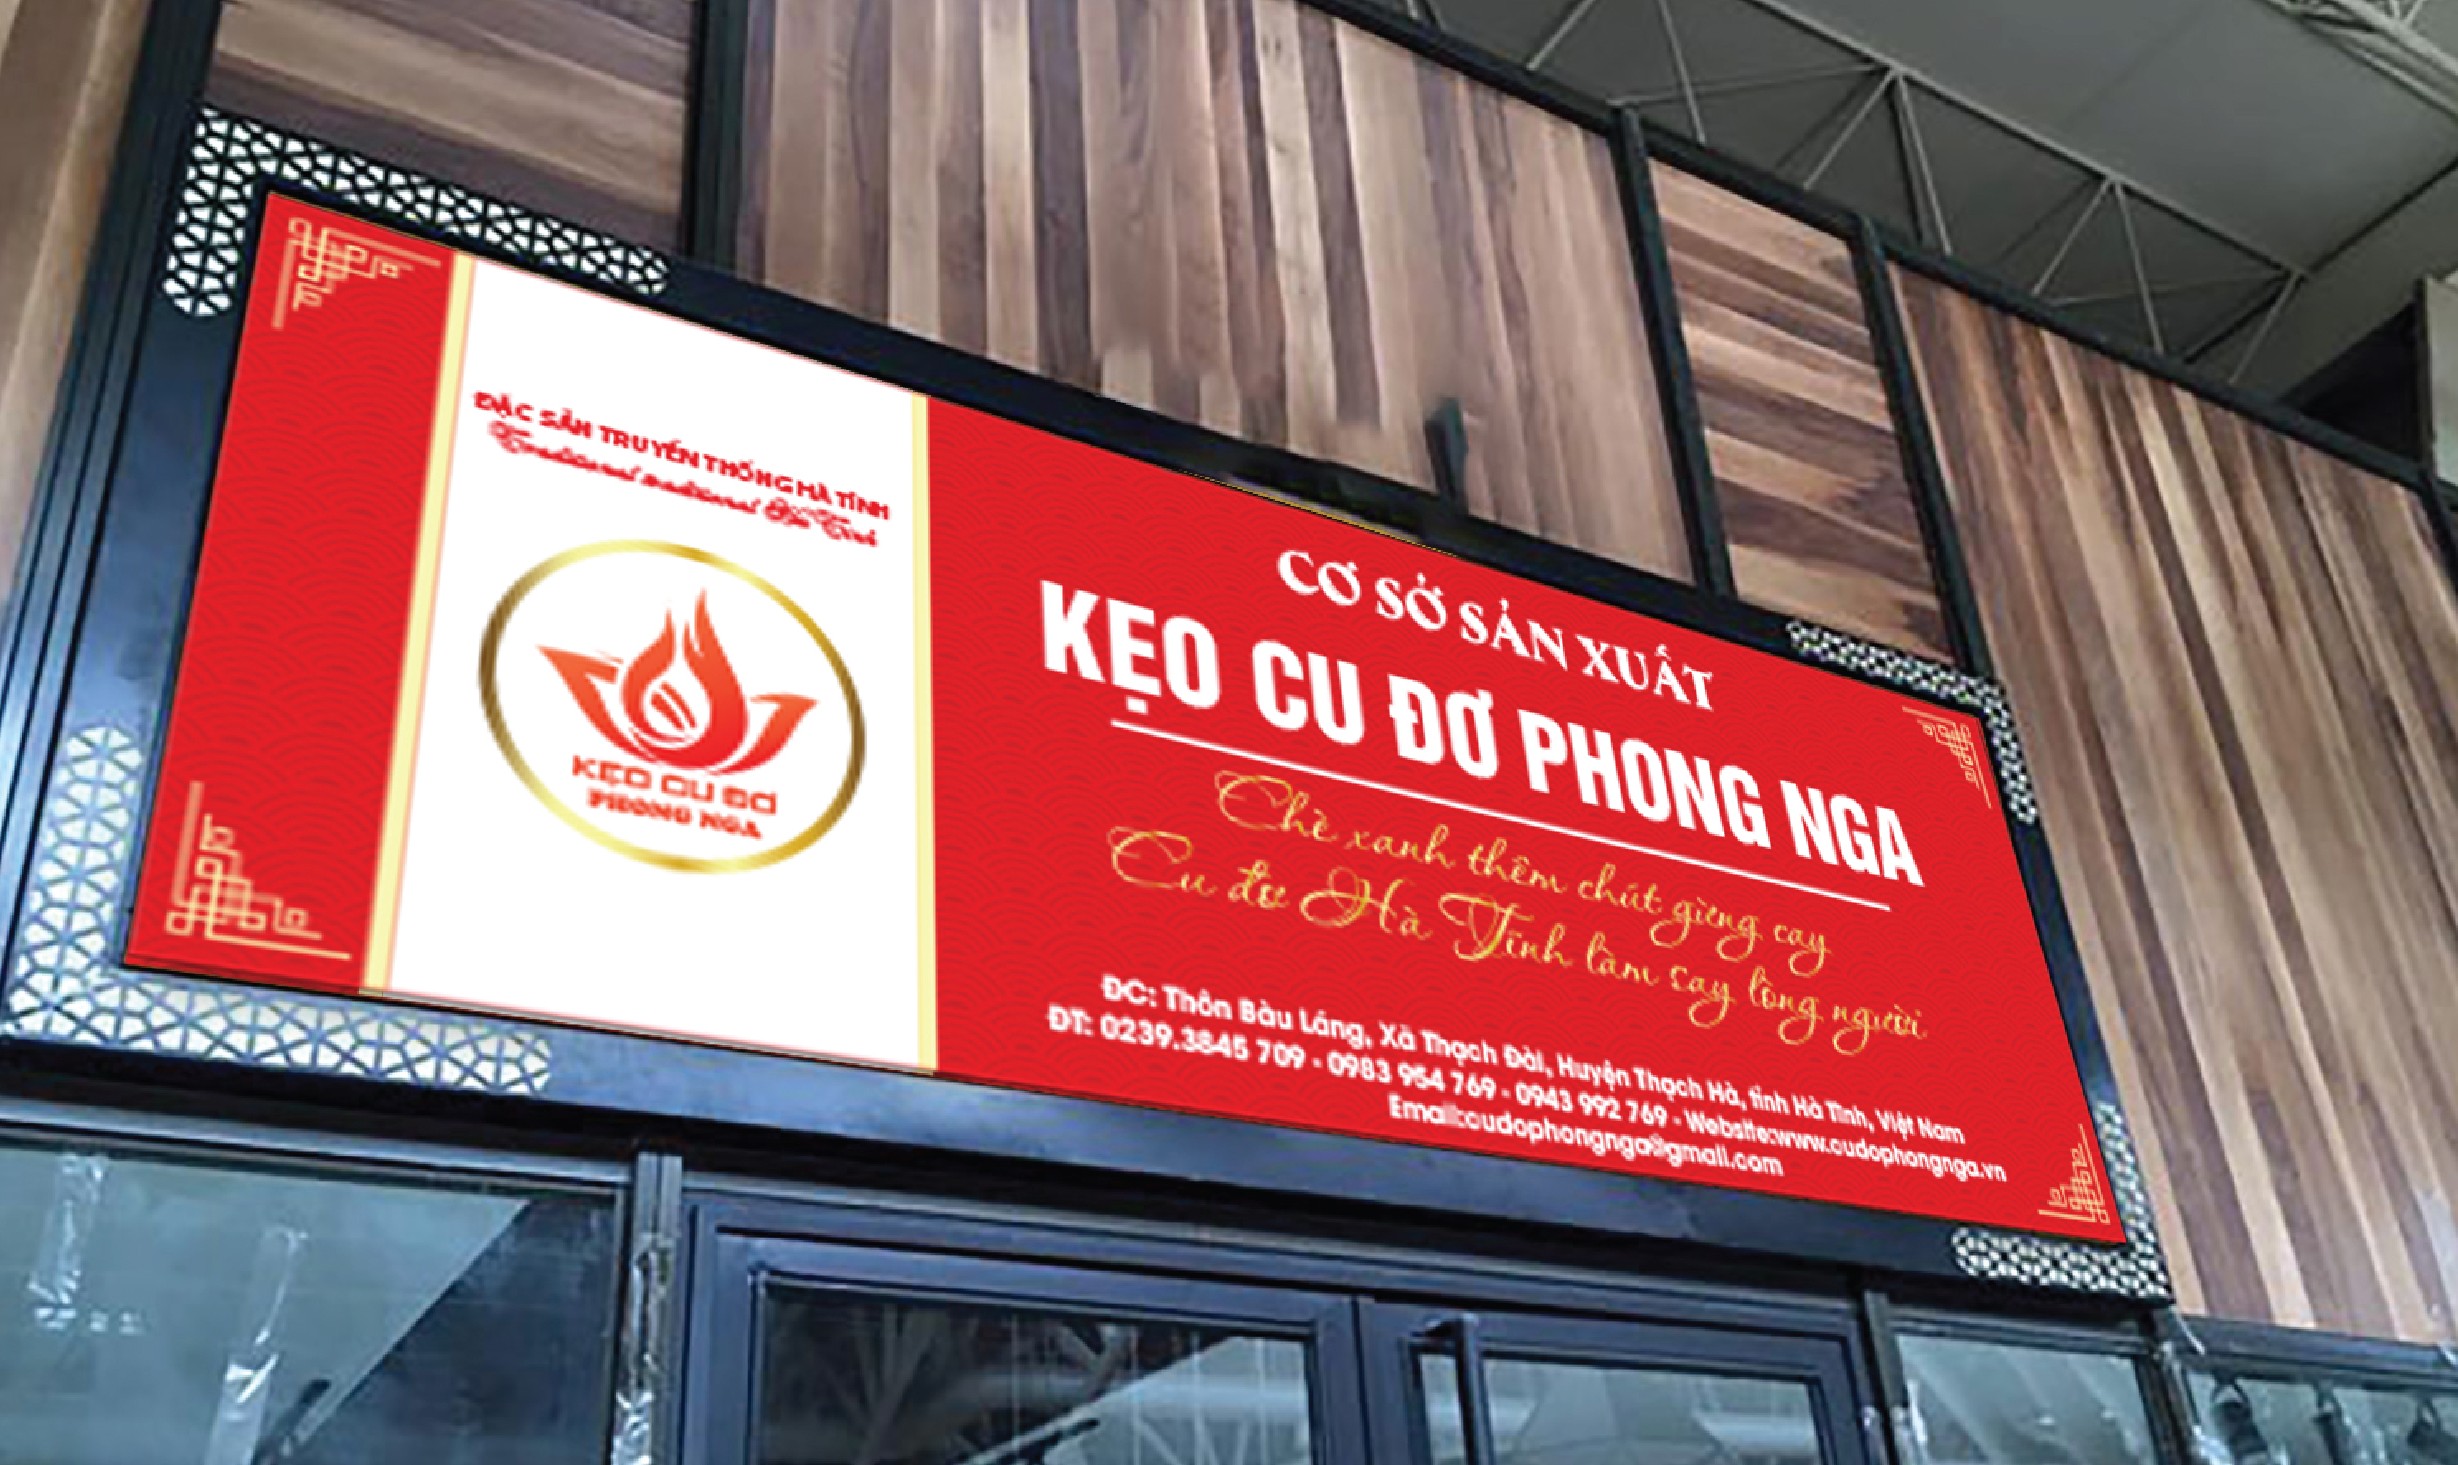 ĐẶC SẢN TRUYỀN THỐNG HÀ TĨNH
Traditional traditional Hà Tĩnh
KẸO CU ĐƠ
PHONG NGA
CƠ SỞ SẢN XUẤT
KẸO CU ĐƠ PHONG NGA
Chè xanh thêm chút gừng cay
Cu đơ Hà Tĩnh làm say lòng người
ĐC: Thôn Bàu Láng, Xã Thạch Đài, Huyện Thạch Hà, tỉnh Hà Tĩnh, Việt Nam
ĐT: 0239.3845 709 - 0983 954 769 - 0943 992 769 - Website:www.cudophongnga.vn
Email:cudophongnga@gmail.com